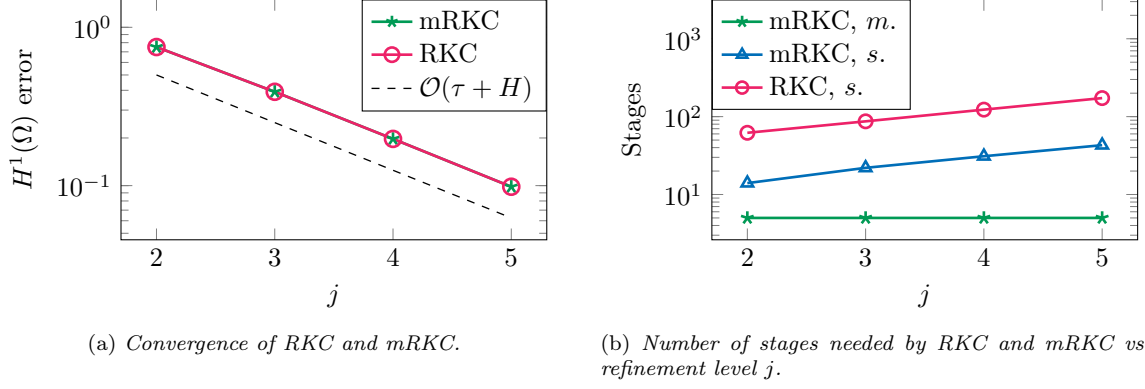 10^0
10^{-1}
H^1(Ω) error
2 3 4 5
j
mRKC
RKC
O(τ + H)
(a) Convergence of RKC and mRKC.
10^3
10^2
10^1
Stages
2 3 4 5
j
mRKC, m.
mRKC, s.
RKC, s.
(b) Number of stages needed by RKC and mRKC vs
refinement level j.